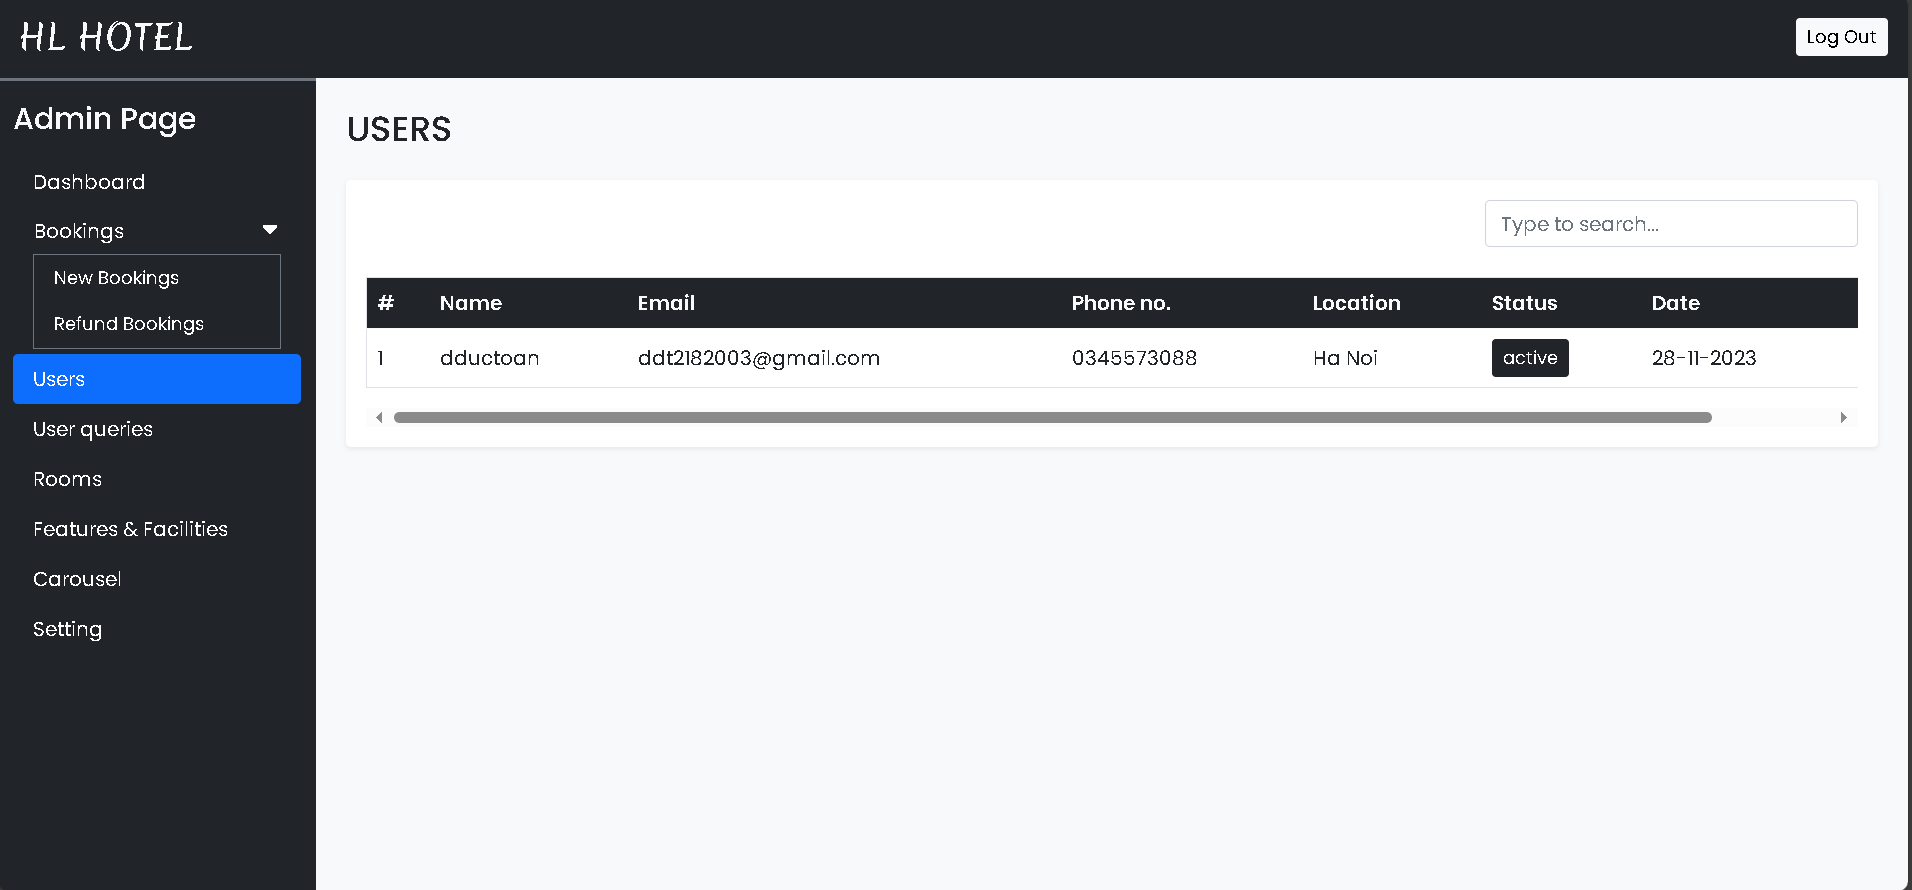 HL HOTEL
Log Out
Admin Page
Dashboard
Bookings
New Bookings
Refund Bookings
Users
User queries
Rooms
Features & Facilities
Carousel
Setting
USERS
Type to search...
# Name Email Phone no. Location Status Date
1 dductoan ddt2182003@gmail.com 0345573088 Ha Noi active 28-11-2023